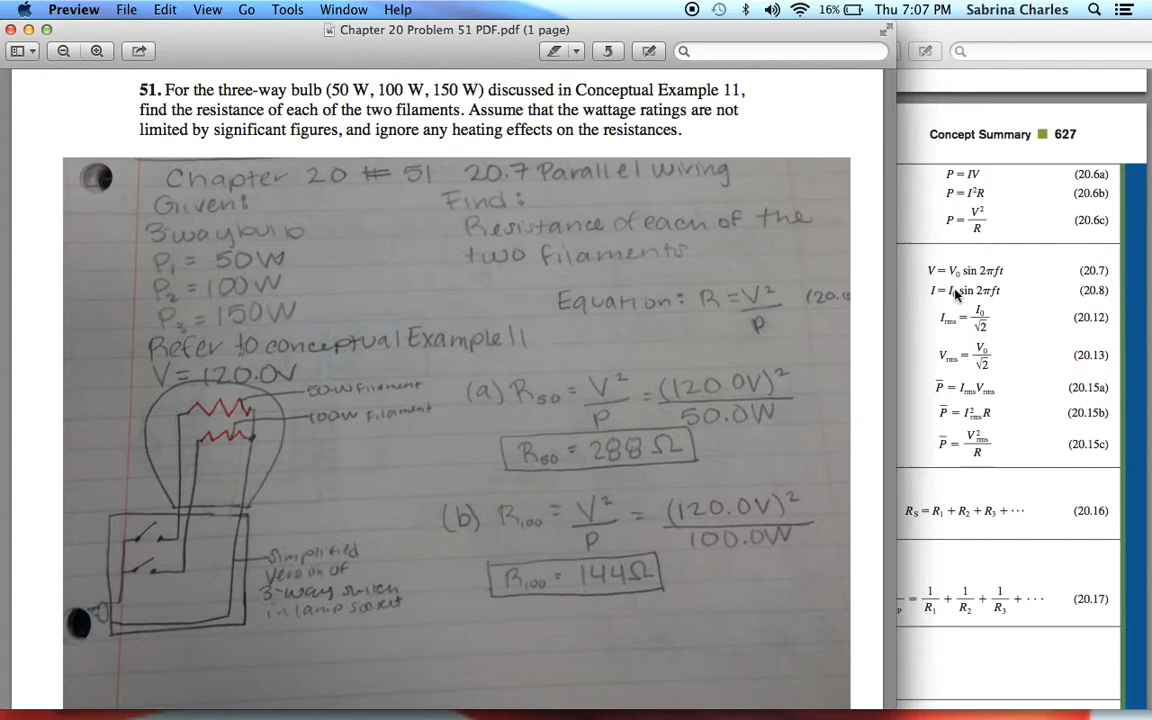 Preview File Edit View Go Tools Window Help 16% Thu 7:07 PM Sabrina Charles
Chapter 20 Problem 51 PDF.pdf (1 page)
51. For the three-way bulb (50 W, 100 W, 150 W) discussed in Conceptual Example 11,
find the resistance of each of the two filaments. Assume that the wattage ratings are not
limited by significant figures, and ignore any heating effects on the resistances.
Chapter 20 # 51 20.7 Parallel Wiring
Given:
3 way bulb
P₁ = 50W
P₂ = 100W
P₃ = 150W
Refer to conceptual Example 11
V = 120.0V
Find:
Resistance of each of the
two filaments
Equation: R = V²/P (20.
50W Filament
100W Filament
Simplified
Version of
3-way switch
in lamp socket
(a) R₅₀ = V²/P = (120.0V)²/50.0W
R₅₀ = 288 Ω
(b) R₁₀₀ = V²/P = (120.0V)²/100.0W
R₁₀₀ = 144Ω
Concept Summary 627
P = IV (20.6a)
P = I²R (20.6b)
P = V²/R (20.6c)
V = V₀ sin 2πft (20.7)
I = I₀ sin 2πft (20.8)
Irms = I₀/√2 (20.12)
Vrms = V₀/√2 (20.13)
P̅ = IrmsVrms (20.15a)
P̅ = I²rmsR (20.15b)
P̅ = V²rms/R (20.15c)
RS = R₁ + R₂ + R₃ + ··· (20.16)
P = 1/R₁ + 1/R₂ + 1/R₃ + ··· (20.17)